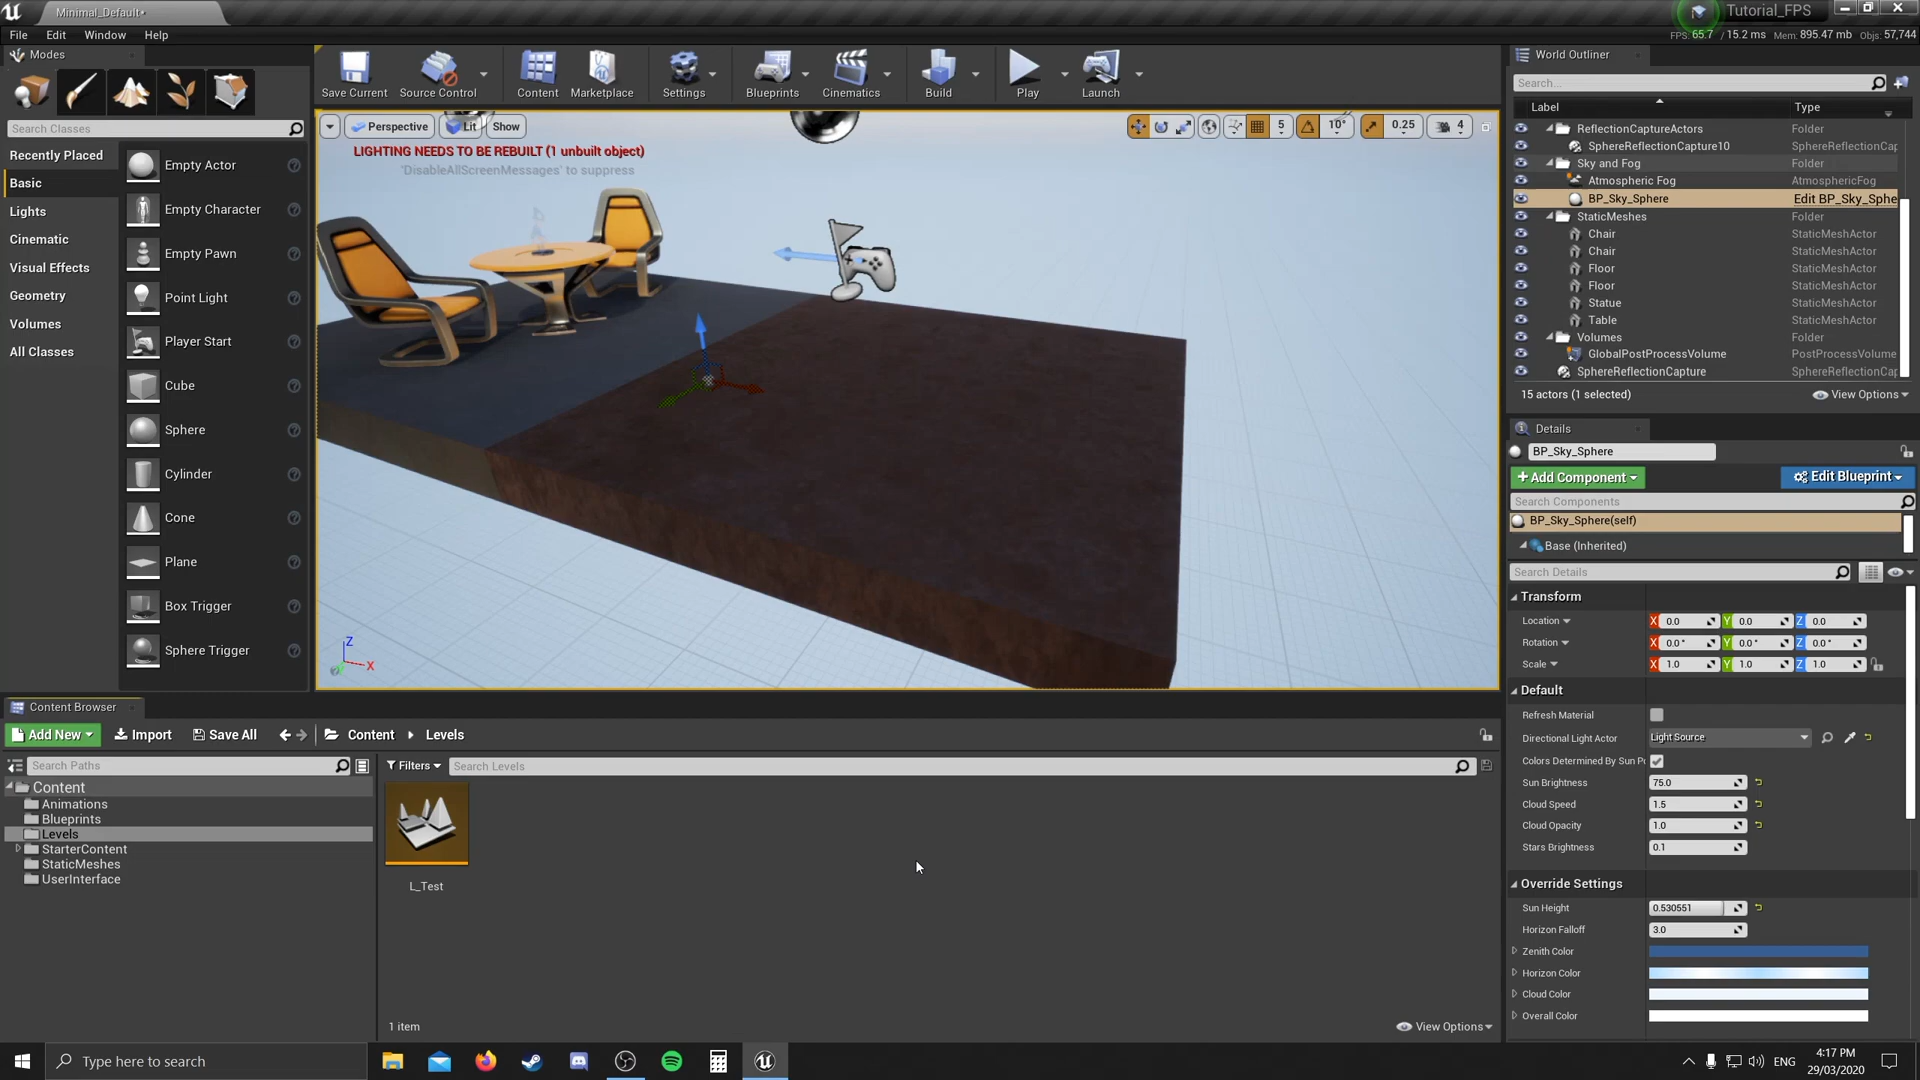 Minimal_Default•
Tutorial_FPS
File Edit Window Help
FPS: 65.7 / 15.2 ms Mem: 895.47 mb Objs: 57,744
Modes
Search Classes
Recently Placed
Basic
Lights
Cinematic
Visual Effects
Geometry
Volumes
All Classes
Empty Actor
Empty Character
Empty Pawn
Point Light
Player Start
Cube
Sphere
Cylinder
Cone
Plane
Box Trigger
Sphere Trigger
Save Current Source Control Content Marketplace Settings Blueprints Cinematics Build Play Launch
Perspective Lit Show
5 10° 0.25 4
LIGHTING NEEDS TO BE REBUILT (1 unbuilt object)
'DisableAllScreenMessages' to suppress
Z
X
World Outliner
Search...
Label Type
ReflectionCaptureActors Folder
SphereReflectionCapture10 SphereReflectionCap
Sky and Fog Folder
Atmospheric Fog AtmosphericFog
BP_Sky_Sphere Edit BP_Sky_Sphe
StaticMeshes Folder
Chair StaticMeshActor
Chair StaticMeshActor
Floor StaticMeshActor
Floor StaticMeshActor
Statue StaticMeshActor
Table StaticMeshActor
Volumes Folder
GlobalPostProcessVolume PostProcessVolume
SphereReflectionCapture SphereReflectionCap
15 actors (1 selected) View Options
Details
BP_Sky_Sphere
+ Add Component Edit Blueprint
Search Components
BP_Sky_Sphere(self)
Base (Inherited)
Search Details
Transform
Location X 0.0 Y 0.0 Z 0.0
Rotation X 0.0 ° Y 0.0 ° Z 0.0 °
Scale X 1.0 Y 1.0 Z 1.0
Default
Refresh Material
Directional Light Actor Light Source
Colors Determined By Sun Po
Sun Brightness 75.0
Cloud Speed 1.5
Cloud Opacity 1.0
Stars Brightness 0.1
Override Settings
Sun Height 0.530551
Horizon Falloff 3.0
Zenith Color
Horizon Color
Cloud Color
Overall Color
Content Browser
Add New Import Save All Content Levels
Search Paths
Content
Animations
Blueprints
Levels
StarterContent
StaticMeshes
UserInterface
Filters Search Levels
L_Test
1 item View Options
Type here to search
ENG
4:17 PM
29/03/2020